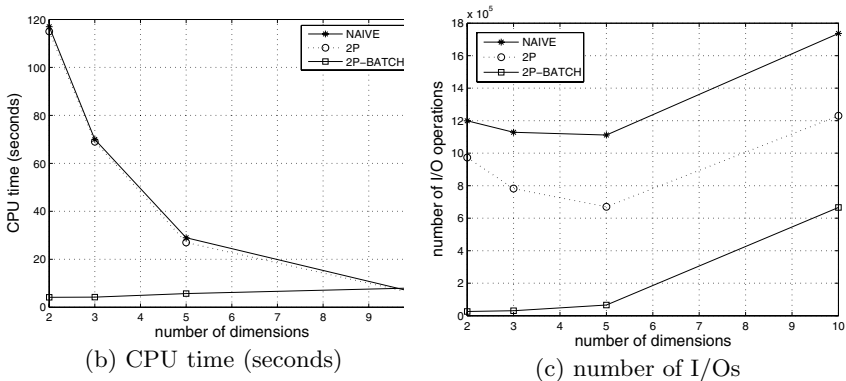 120
100
80
60
40
20
0
CPU time (seconds)
NAIVE
2P
2P-BATCH
2 3 4 5 6 7 8 9
number of dimensions
(b) CPU time (seconds)
x 10^5
18
16
14
12
10
8
6
4
2
0
number of I/O operations
NAIVE
2P
2P-BATCH
2 3 4 5 6 7 8 9 10
number of dimensions
(c) number of I/Os